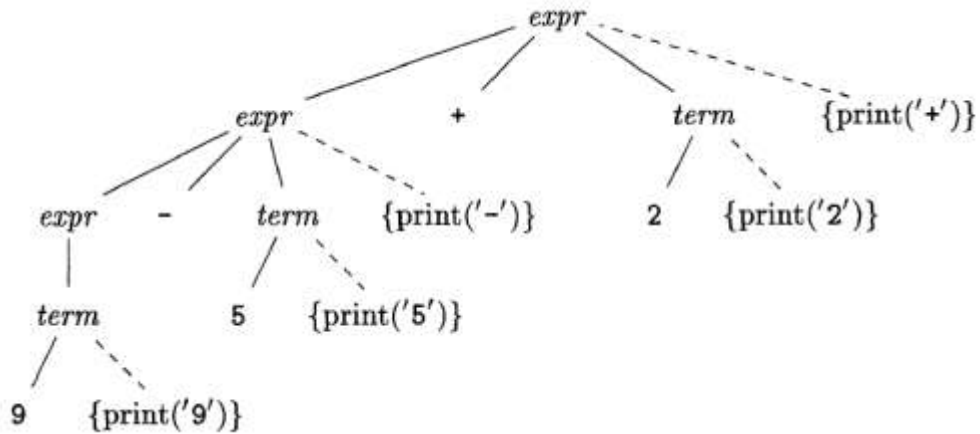 expr
expr + term {print('+')}
expr - term {print('-')} 2 {print('2')}
term 5 {print('5')}
9 {print('9')}